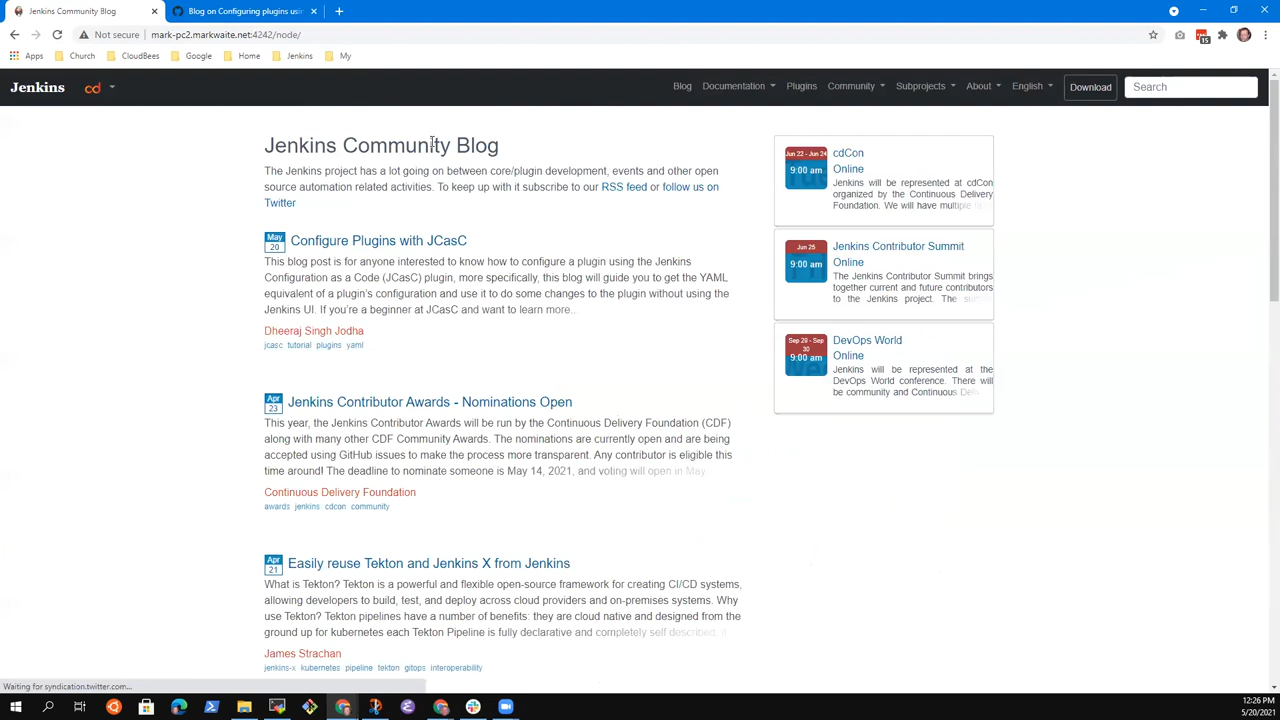 Jenkins Community Blog
Blog on Configuring plugins usin
Not secure
mark-pc2.markwaite.net:4242/node/
15
Apps
Church
CloudBees
Google
Home
Jenkins
My
Jenkins
cd
Blog
Documentation
Plugins
Community
Subprojects
About
English
Download
Search
Jenkins Community Blog
The Jenkins project has a lot going on between core/plugin development, events and other open
source automation related activities. To keep up with it subscribe to our RSS feed or follow us on
Twitter
May
20
Configure Plugins with JCasC
This blog post is for anyone interested to know how to configure a plugin using the Jenkins
Configuration as a Code (JCasC) plugin, more specifically, this blog will guide you to get the YAML
equivalent of a plugin's configuration and use it to do some changes to the plugin without using the
Jenkins UI. If you're a beginner at JCasC and want to learn more..
Dheeraj Singh Jodha
jcasc tutorial plugins yaml
Apr
23
Jenkins Contributor Awards - Nominations Open
This year, the Jenkins Contributor Awards will be run by the Continuous Delivery Foundation (CDF)
along with many other CDF Community Awards. The nominations are currently open and are being
accepted using GitHub issues to make the process more transparent. Any contributor is eligible this
time around! The deadline to nominate someone is May 14, 2021, and voting will open in May
Continuous Delivery Foundation
awards jenkins cdcon community
Apr
21
Easily reuse Tekton and Jenkins X from Jenkins
What is Tekton? Tekton is a powerful and flexible open-source framework for creating CI/CD systems,
allowing developers to build, test, and deploy across cloud providers and on-premises systems. Why
use Tekton? Tekton pipelines have a number of benefits: they are cloud native and designed from the
ground up for kubernetes each Tekton Pipeline is fully declarative and completely self described, it
James Strachan
jenkins-x kubernetes pipeline tekton gitops interoperability
Jun 22 - Jun 24
9:00 am
cdCon
Online
Jenkins will be represented at cdCon
organized by the Continuous Delivery
Foundation. We will have multiple
Jun 25
9:00 am
Jenkins Contributor Summit
Online
The Jenkins Contributor Summit brings
together current and future contributors
to the Jenkins project. The
Sep 28 - Sep
30
9:00 am
DevOps World
Online
Jenkins will be represented at the
DevOps World conference. There will
be community and Continuous
Waiting for syndication.twitter.com...
12:26 PM
5/20/2021